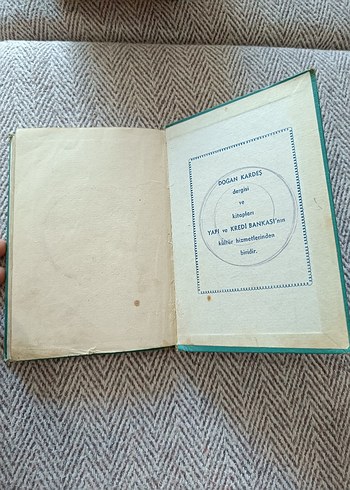 DOĞAN KARDEŞ
dergisi
ve
kitapları
YAPI ve KREDİ BANKASI'nın
kültür hizmetlerinden
biridir.